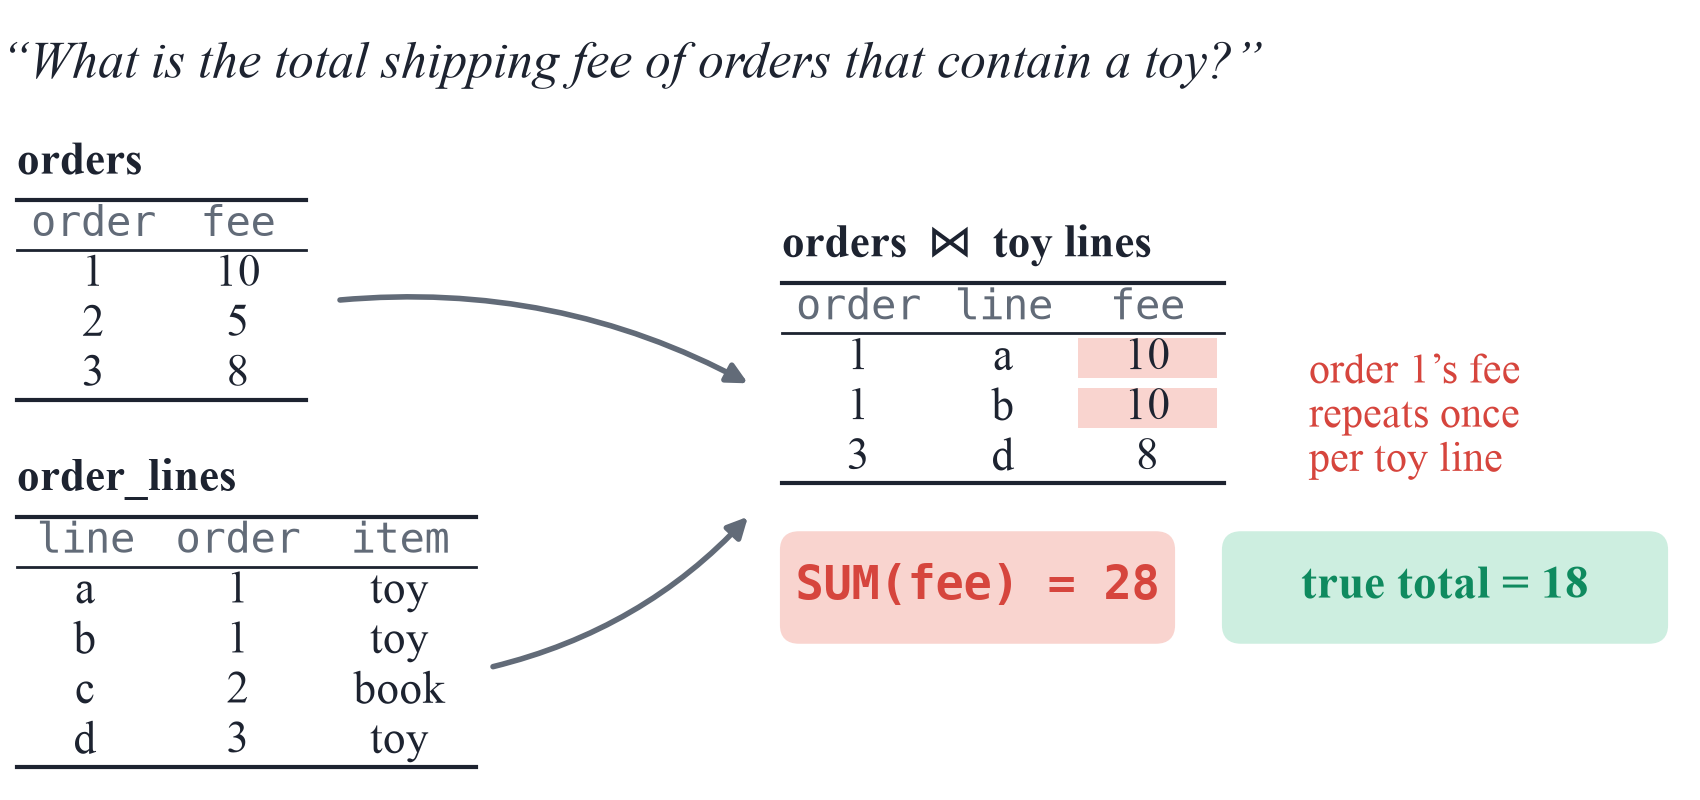 “What is the total shipping fee of orders that contain a toy?”
orders
order fee
1 10
2 5
3 8
order_lines
line order item
a 1 toy
b 1 toy
c 2 book
d 3 toy
orders ⋈ toy lines
order line fee
1 a 10
1 b 10
3 d 8
order 1’s fee
repeats once
per toy line
SUM(fee) = 28
true total = 18